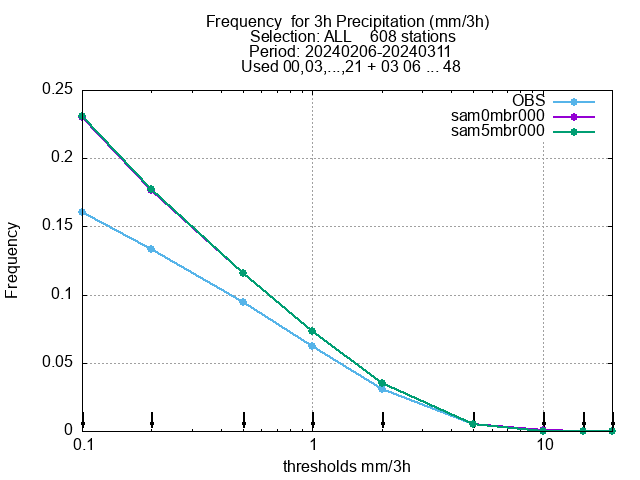 Frequency  for 3h Precipitation (mm/3h)
Selection: ALL    608 stations
Period: 20240206-20240311
Used 00,03,...,21 + 03 06 ... 48
OBS
sam0mbr000
sam5mbr000
0.25
0.2
0.15
0.1
0.05
0
Frequency
0.1 1 10
thresholds mm/3h